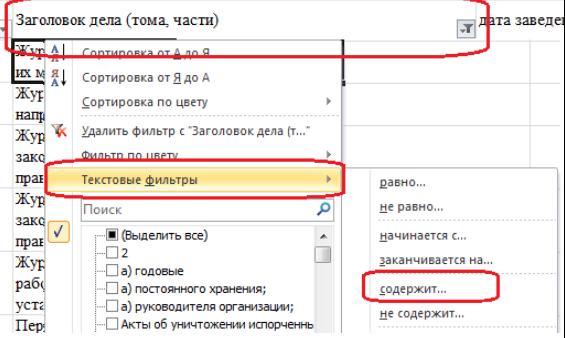 Заголовок дела (тома, части)
дата заведе
Жур
их м
Жур
напр
Жур
зако
прав
Жур
зако
прав
Жур
рабо
уста
Пер
Сортировка от А до Я
Сортировка от Я до А
Сортировка по цвету
Удалить фильтр с "Заголовок дела (т..."
Фильтр по цвету
Текстовые фильтры
Поиск
(Выделить все)
2
а) годовые
а) постоянного хранения;
а) руководителя организации;
Акты об уничтожении испорченнь
равно...
не равно...
начинается с...
заканчивается на...
содержит...
не содержит...